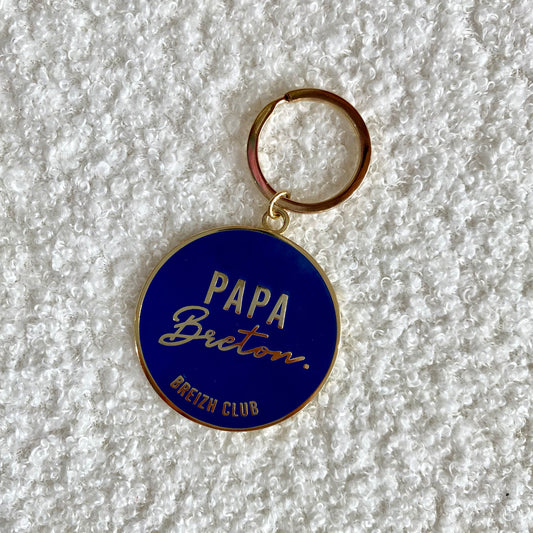 PAPA
Breton.
BREIZH CLUB